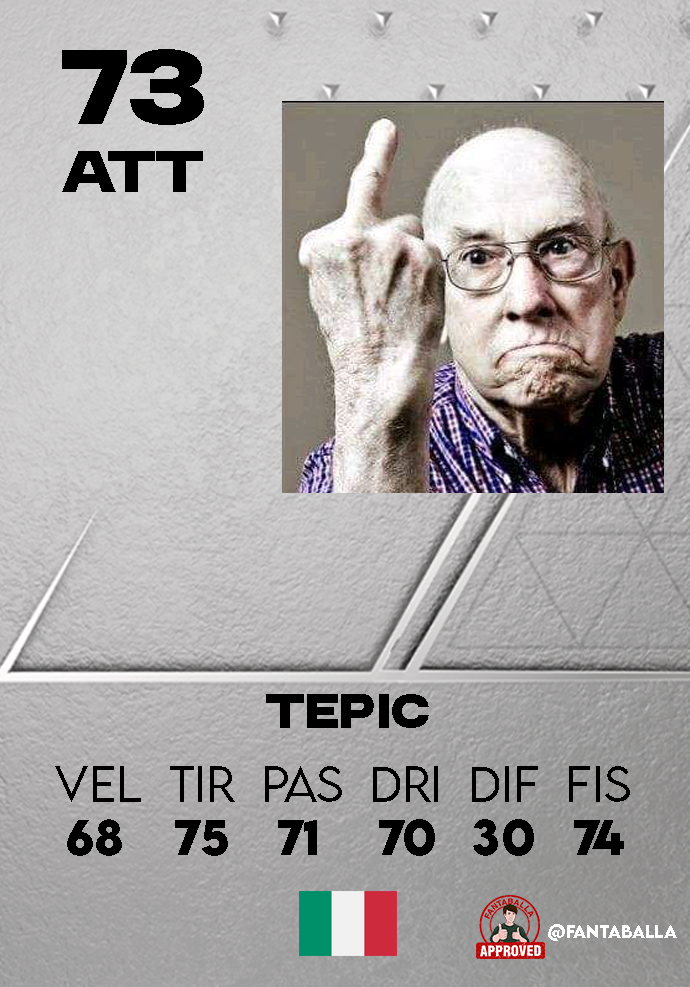 73
ATT
TEPIC
VEL TIR PAS DRI DIF FIS
68 75 71 70 30 74
FANTABALLA
APPROVED
@FANTABALLA